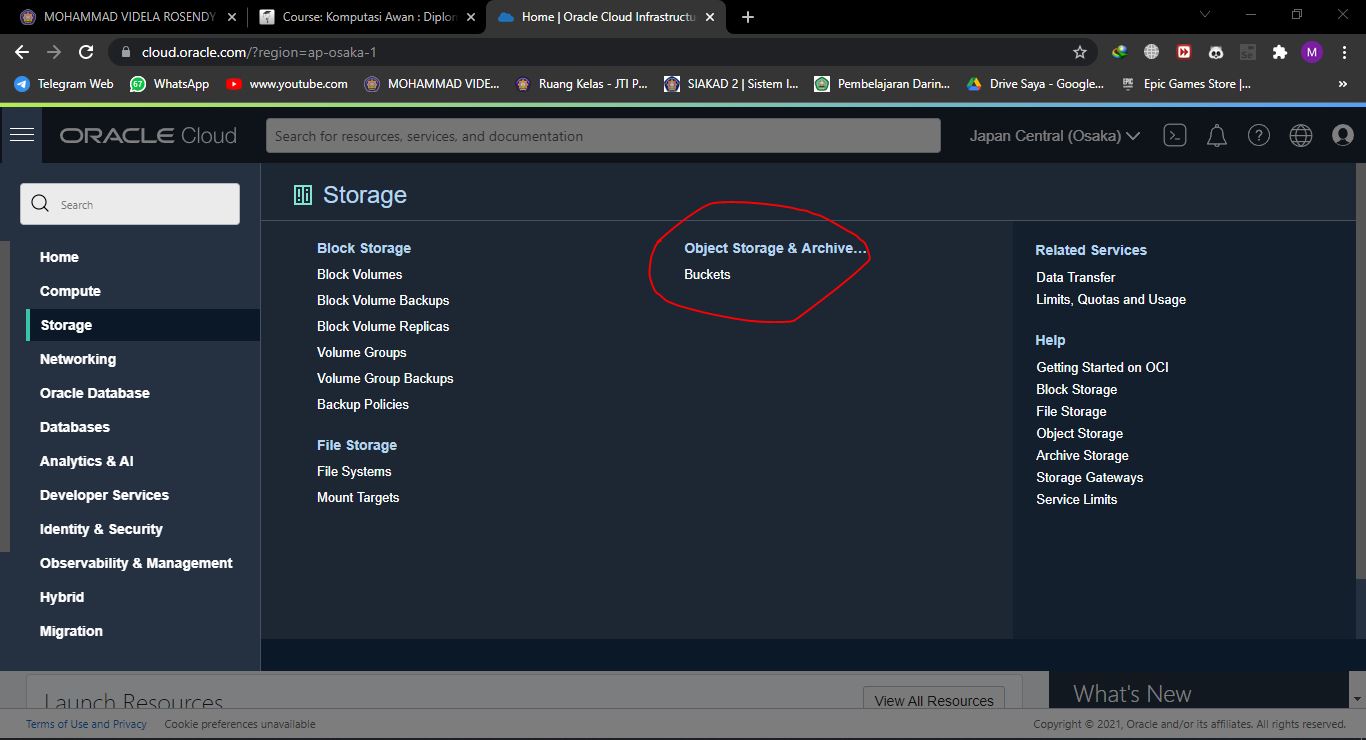 MOHAMMAD VIDELA ROSENDY
Course: Komputasi Awan : Diplom
Home | Oracle Cloud Infrastructu
cloud.oracle.com/?region=ap-osaka-1
M
Telegram Web
67
WhatsApp
www.youtube.com
MOHAMMAD VIDE...
Ruang Kelas - JTI P...
SIAKAD 2 | Sistem I...
Pembelajaran Darin...
Drive Saya - Google...
Epic Games Store |...
ORACLE Cloud
Search for resources, services, and documentation
Japan Central (Osaka)
Search
Home
Compute
Storage
Networking
Oracle Database
Databases
Analytics & AI
Developer Services
Identity & Security
Observability & Management
Hybrid
Migration
Storage
Block Storage
Block Volumes
Block Volume Backups
Block Volume Replicas
Volume Groups
Volume Group Backups
Backup Policies
File Storage
File Systems
Mount Targets
Object Storage & Archive...
Buckets
Related Services
Data Transfer
Limits, Quotas and Usage
Help
Getting Started on OCI
Block Storage
File Storage
Object Storage
Archive Storage
Storage Gateways
Service Limits
Launch Resources
View All Resources
What's New
Terms of Use and Privacy
Cookie preferences unavailable
Copyright © 2021, Oracle and/or its affiliates. All rights reserved.